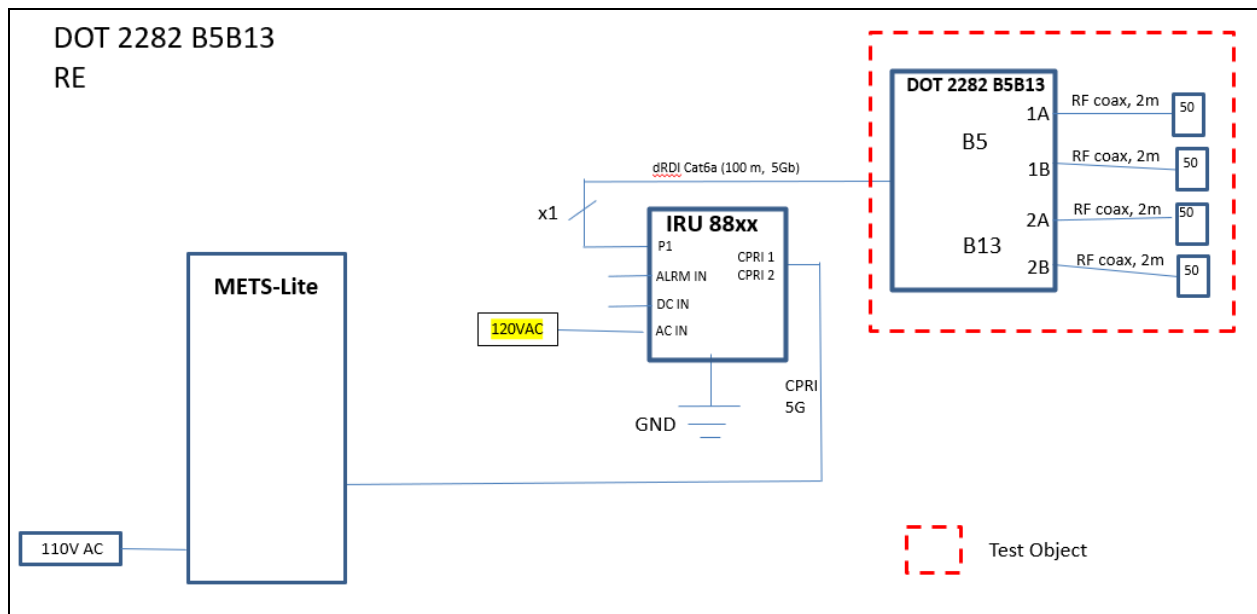 DOT 2282 B5B13
RE
DOT 2282 B5B13
1A
B5
1B
2A
B13
2B
RF coax, 2m
50
RF coax, 2m
50
RF coax, 2m
50
RF coax, 2m
50
dRDI Cat6a (100 m, 5Gb)
x1
IRU 88xx
P1
CPRI 1
ALRM IN
CPRI 2
DC IN
AC IN
120VAC
METS-Lite
CPRI
5G
GND
110V AC
Test Object